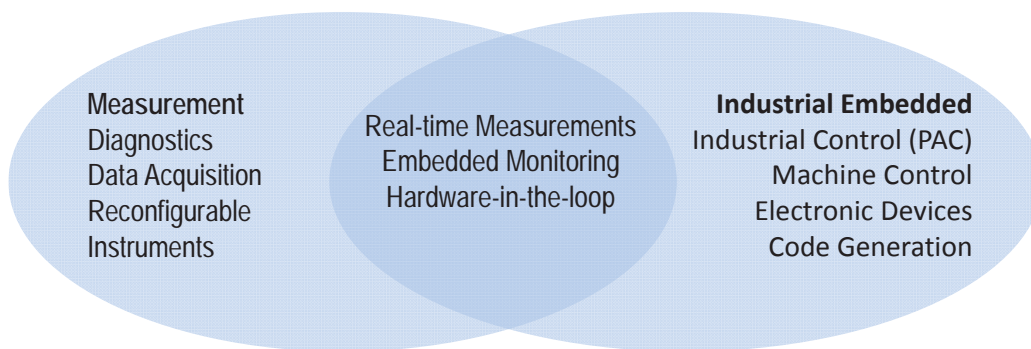 Measurement
Diagnostics
Data Acquisition
Reconfigurable
Instruments
Real-time Measurements
Embedded Monitoring
Hardware-in-the-loop
Industrial Embedded
Industrial Control (PAC)
Machine Control
Electronic Devices
Code Generation